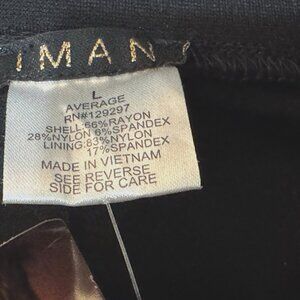 IMAN
L
AVERAGE
RN#129297
SHELL:66%RAYON
28%NYLON 6%SPANDEX
LINING:83%NYLON
17%SPANDEX
MADE IN VIETNAM
SEE REVERSE
SIDE FOR CARE